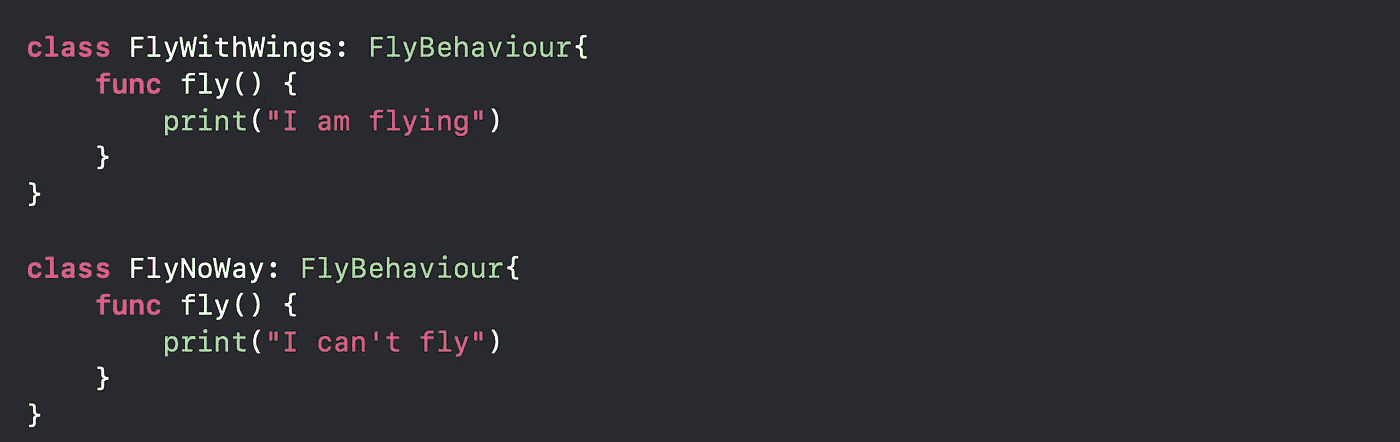 class FlyWithWings: FlyBehaviour{
    func fly() {
        print("I am flying")
    }
}

class FlyNoWay: FlyBehaviour{
    func fly() {
        print("I can't fly")
    }
}